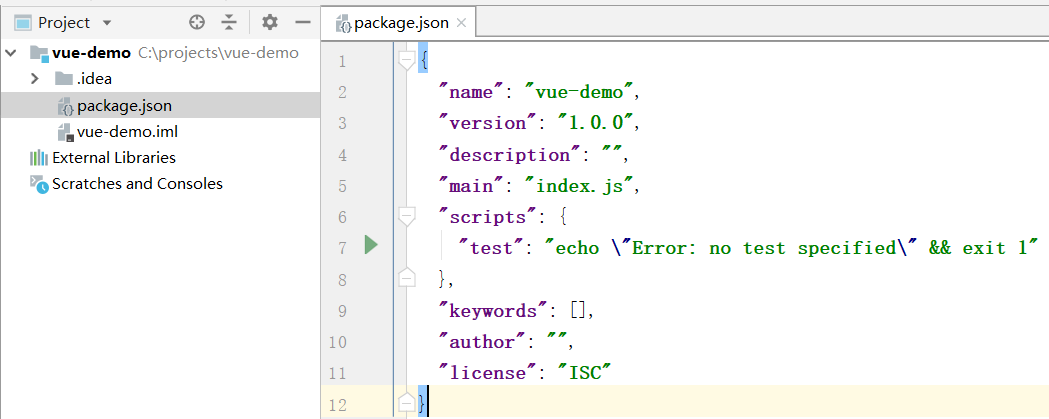 Project
vue-demo C:\projects\vue-demo
.idea
package.json
vue-demo.iml
External Libraries
Scratches and Consoles
package.json
1 {
2 "name": "vue-demo",
3 "version": "1.0.0",
4 "description": "",
5 "main": "index.js",
6 "scripts": {
7 "test": "echo \"Error: no test specified\" && exit 1"
8 },
9 "keywords": [],
10 "author": "",
11 "license": "ISC"
12 }